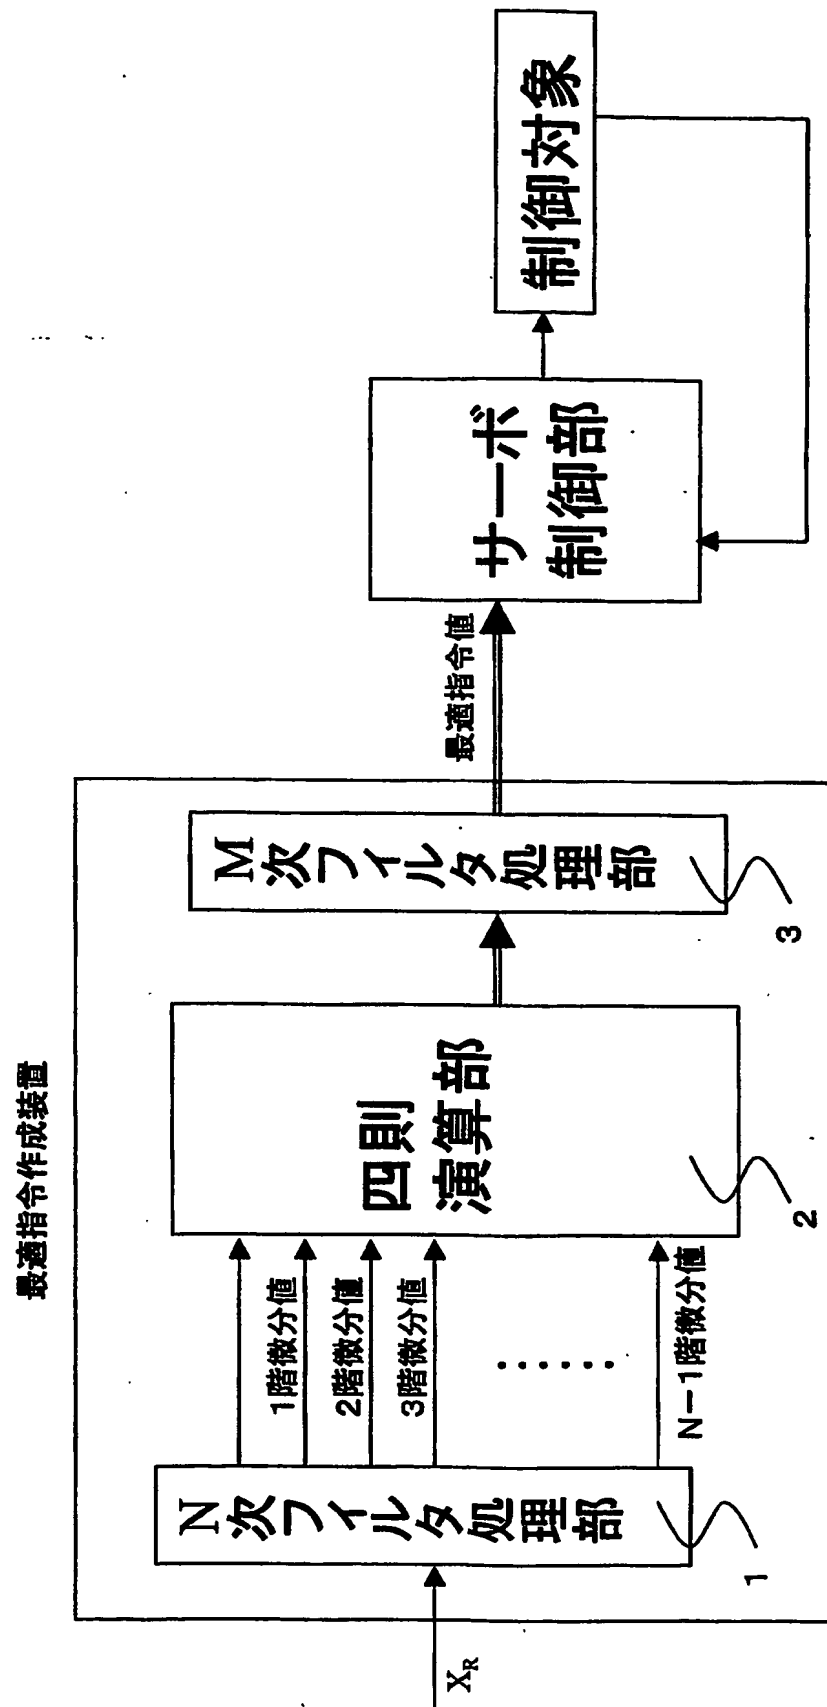 最適指令作成装置
X_R
N次フィルタ処理部
1
1階微分値
2階微分値
3階微分値
……
N－1階微分値
四則
演算部
2
M次フィルタ処理部
3
最適指令値
サーボ
制御部
制御対象